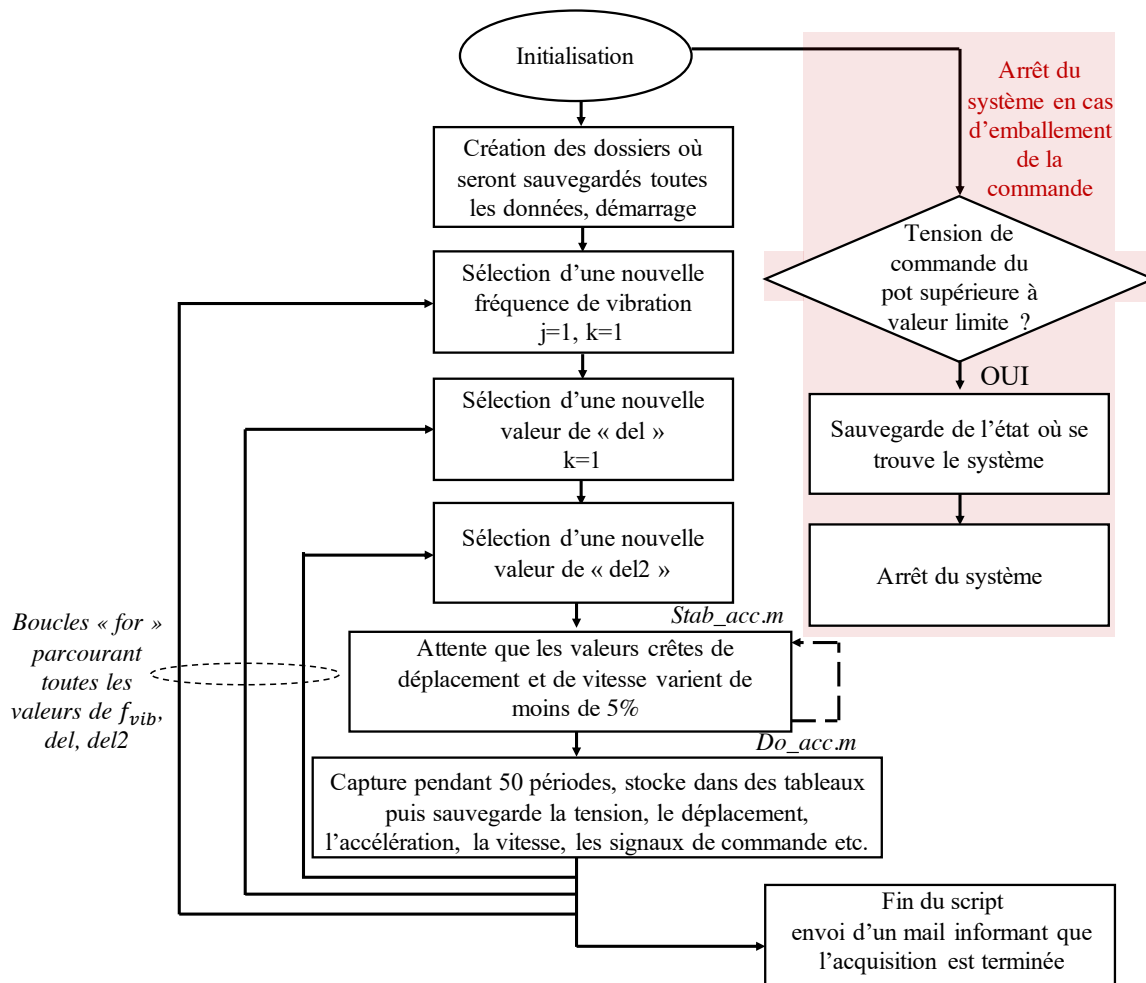 Initialisation
Création des dossiers où
seront sauvegardés toutes
les données, démarrage
Sélection d’une nouvelle
fréquence de vibration
j=1, k=1
Sélection d’une nouvelle
valeur de « del »
k=1
Sélection d’une nouvelle
valeur de « del2 »
Stab_acc.m
Attente que les valeurs crêtes de
déplacement et de vitesse varient de
moins de 5%
Do_acc.m
Capture pendant 50 périodes, stocke dans des tableaux
puis sauvegarde la tension, le déplacement,
l’accélération, la vitesse, les signaux de commande etc.
Boucles « for »
parcourant
toutes les
valeurs de f_vib,
del, del2
Arrêt du
système en cas
d’emballement
de la
commande
Tension de
commande du
pot supérieure à
valeur limite ?
OUI
Sauvegarde de l’état où se
trouve le système
Arrêt du système
Fin du script
envoi d’un mail informant que
l’acquisition est terminée